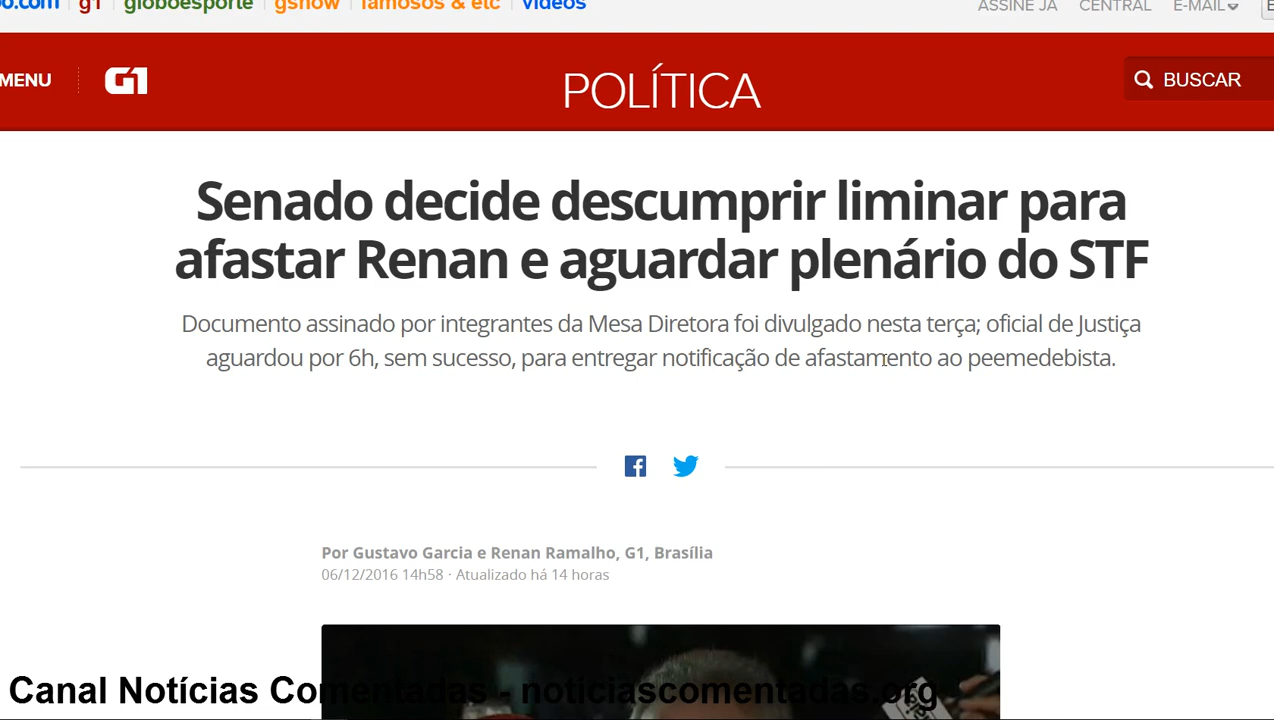 g1 globoesporte gshow famosos & etc vídeos ASSINE JÁ CENTRAL E-MAIL
MENU G1 POLÍTICA BUSCAR
Senado decide descumprir liminar para
afastar Renan e aguardar plenário do STF
Documento assinado por integrantes da Mesa Diretora foi divulgado nesta terça; oficial de Justiça
aguardou por 6h, sem sucesso, para entregar notificação de afastamento ao peemedebista.
Por Gustavo Garcia e Renan Ramalho, G1, Brasília
06/12/2016 14h58 · Atualizado há 14 horas
Canal Notícias Comentadas - noticiascomentadas.org